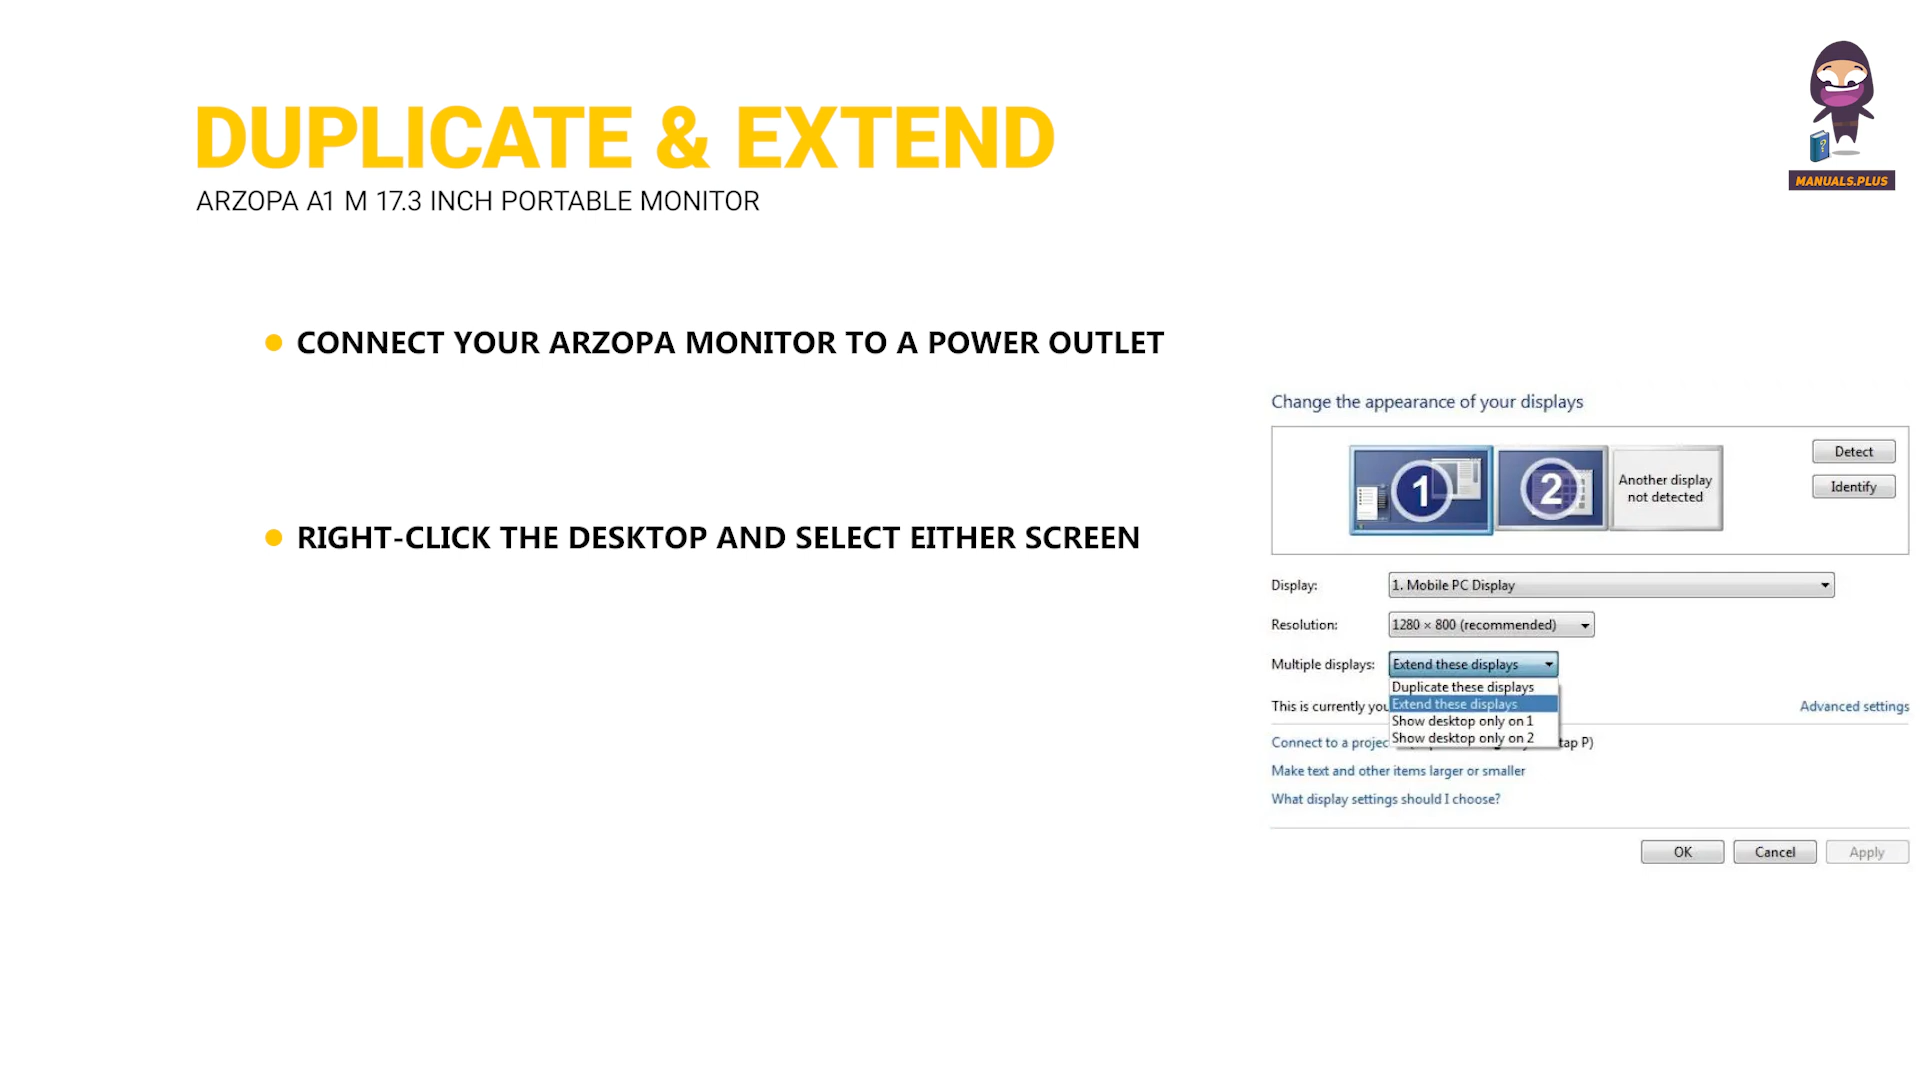 DUPLICATE & EXTEND
ARZOPA A1 M 17.3 INCH PORTABLE MONITOR
?
MANUALS.PLUS
CONNECT YOUR ARZOPA MONITOR TO A POWER OUTLET
RIGHT-CLICK THE DESKTOP AND SELECT EITHER SCREEN
Change the appearance of your displays
1
2
Another display
not detected
Detect
Identify
Display: 1. Mobile PC Display
Resolution: 1280 × 800 (recommended)
Multiple displays: Extend these displays
Duplicate these displays
Extend these displays
Show desktop only on 1
Show desktop only on 2
This is currently you
Advanced settings
Connect to a projec tap P)
Make text and other items larger or smaller
What display settings should I choose?
OK Cancel Apply